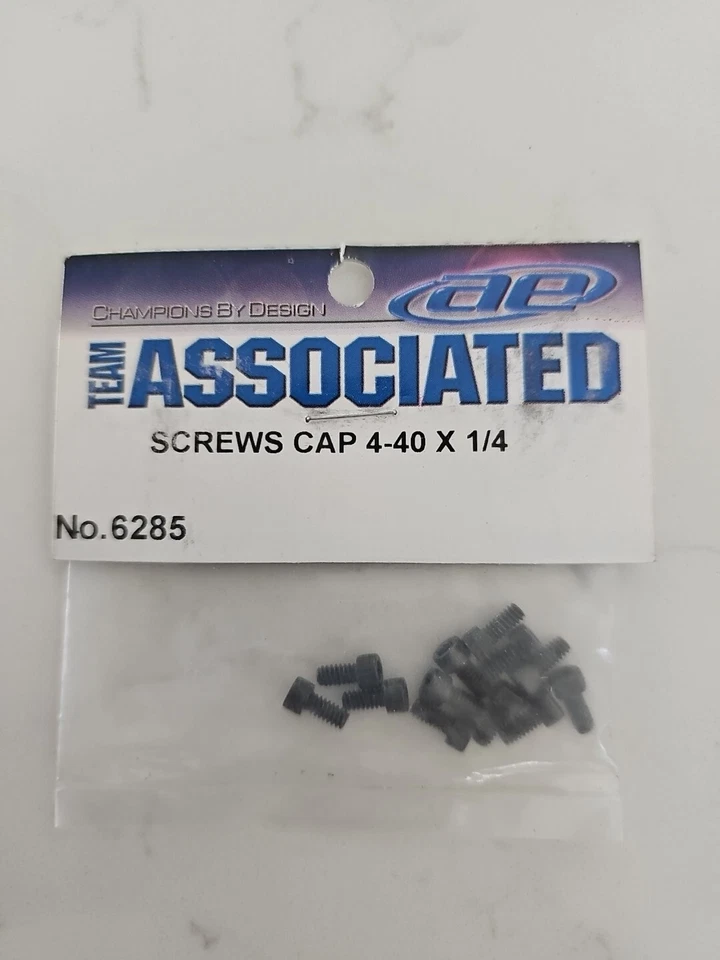 CHAMPIONS BY DESIGN
ae
TEAM ASSOCIATED
SCREWS CAP 4-40 X 1/4
No.6285